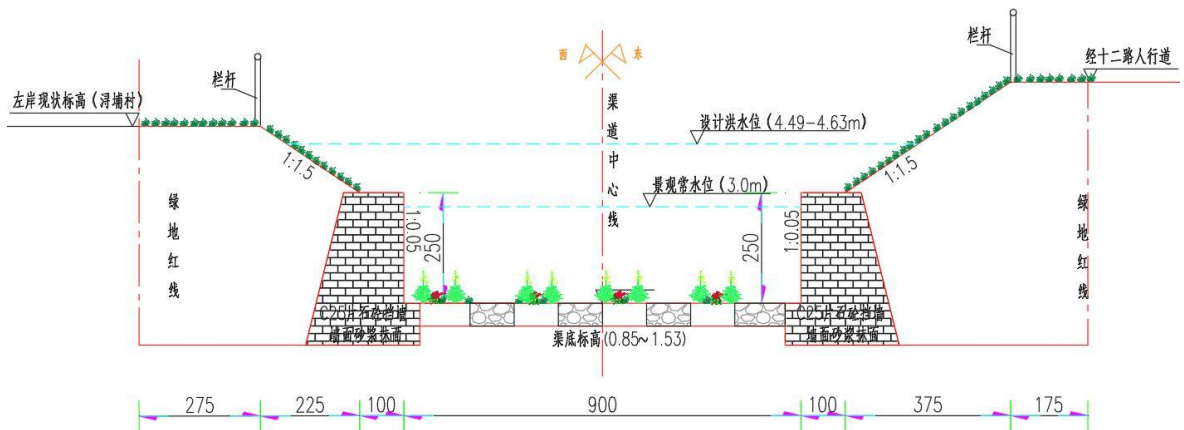 西 东
栏杆
经十二路人行道
栏杆
左岸现状标高(浔埔村)
渠道中心线
设计洪水位(4.49-4.63m)
1:1.5
1:1.5
景观常水位(3.0m)
绿地红线
1:0.05
250
250
1:0.05
绿地红线
C25片石砼挡墙
墙面砂浆抹面
渠底标高(0.85~1.53)
C25片石砼挡墙
墙面砂浆抹面
275 225 100 900 100 375 175